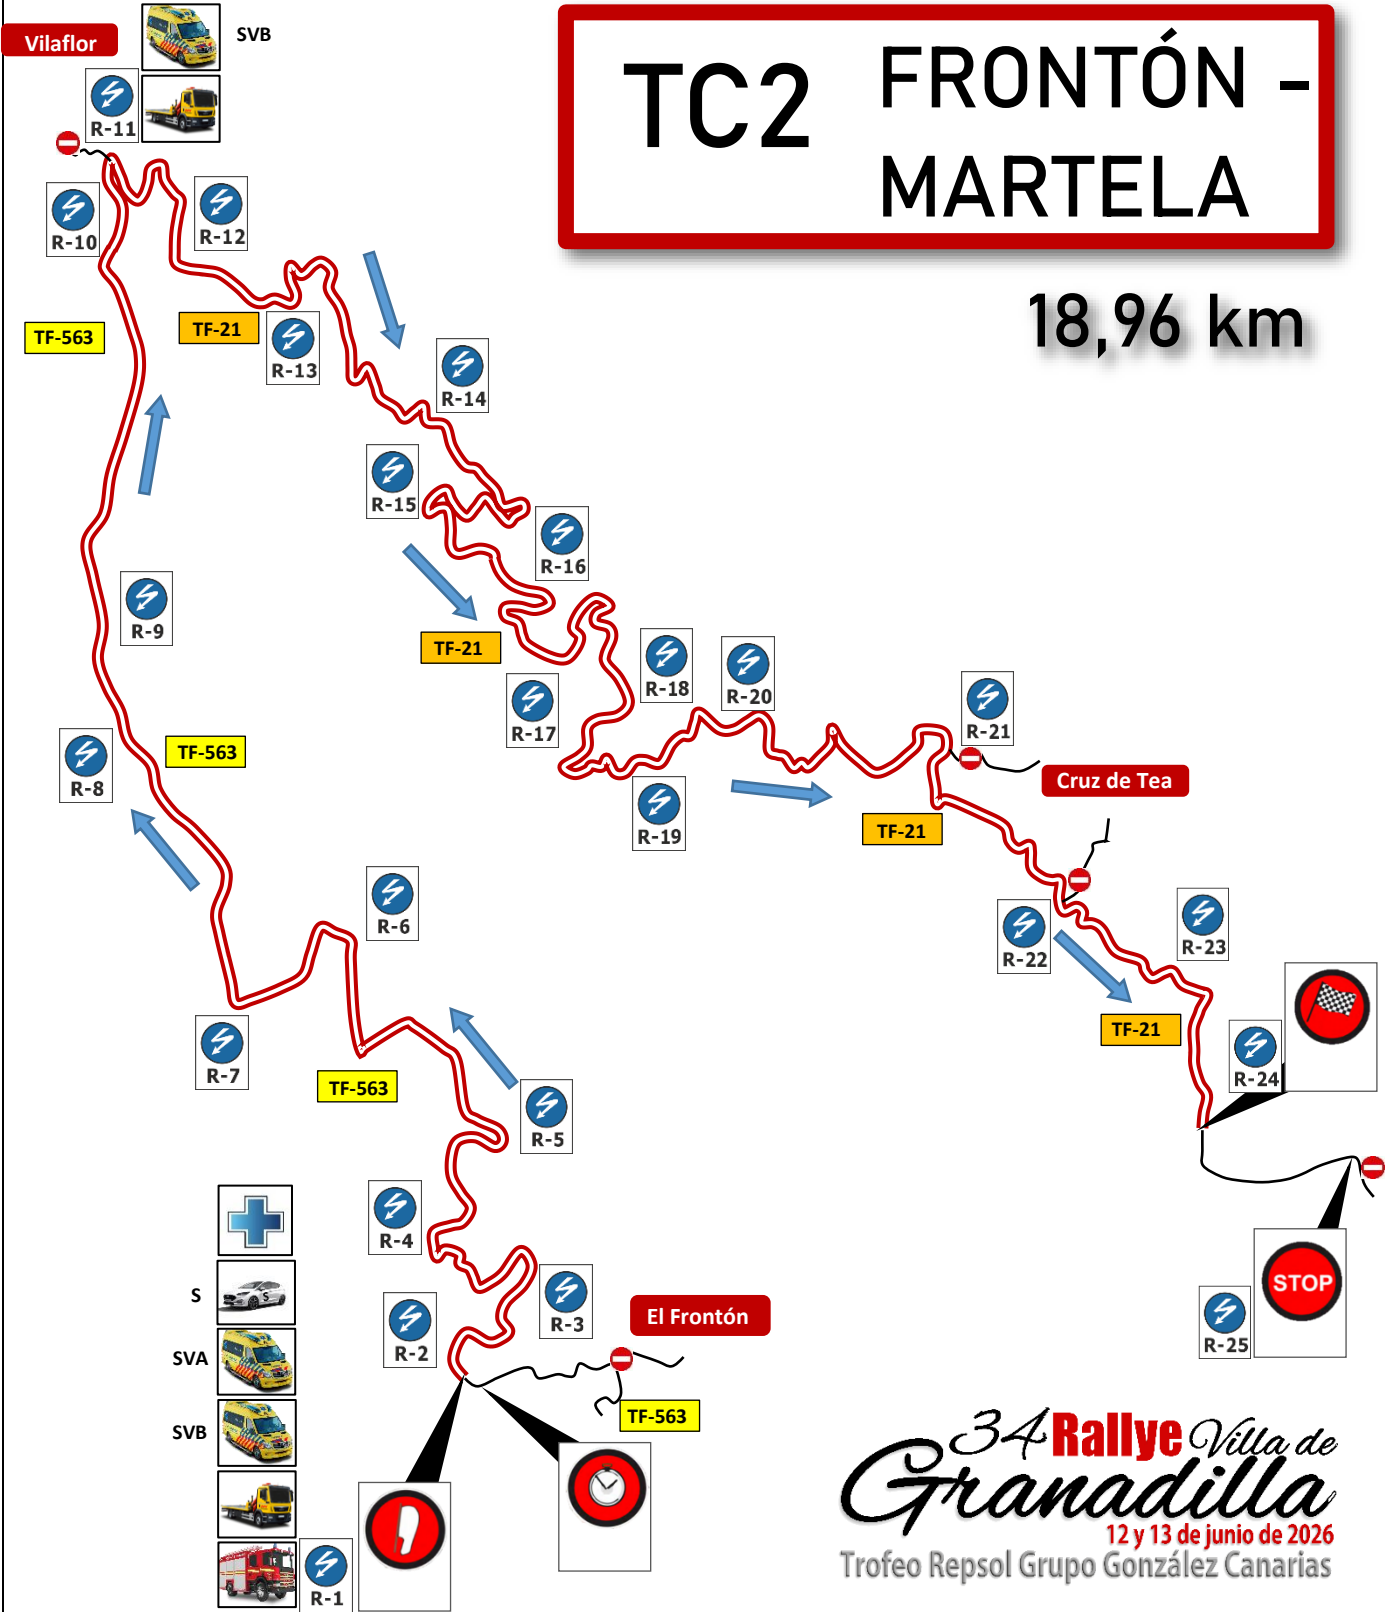 Vilaflor
SVB
TC2
FRONTÓN -
MARTELA
18,96 km
R-11
R-10
R-12
TF-563
TF-21
R-13
R-14
R-15
R-16
R-9
TF-21
R-17
R-18
R-20
R-21
Cruz de Tea
TF-563
R-8
R-19
TF-21
R-6
R-22
R-23
TF-21
R-24
R-7
TF-563
R-5
R-4
S
S
SVA
SVB
R-2
R-3
El Frontón
TF-563
STOP
R-25
R-1
34 Rallye Villa de
Granadilla
12 y 13 de junio de 2026
Trofeo Repsol Grupo González Canarias